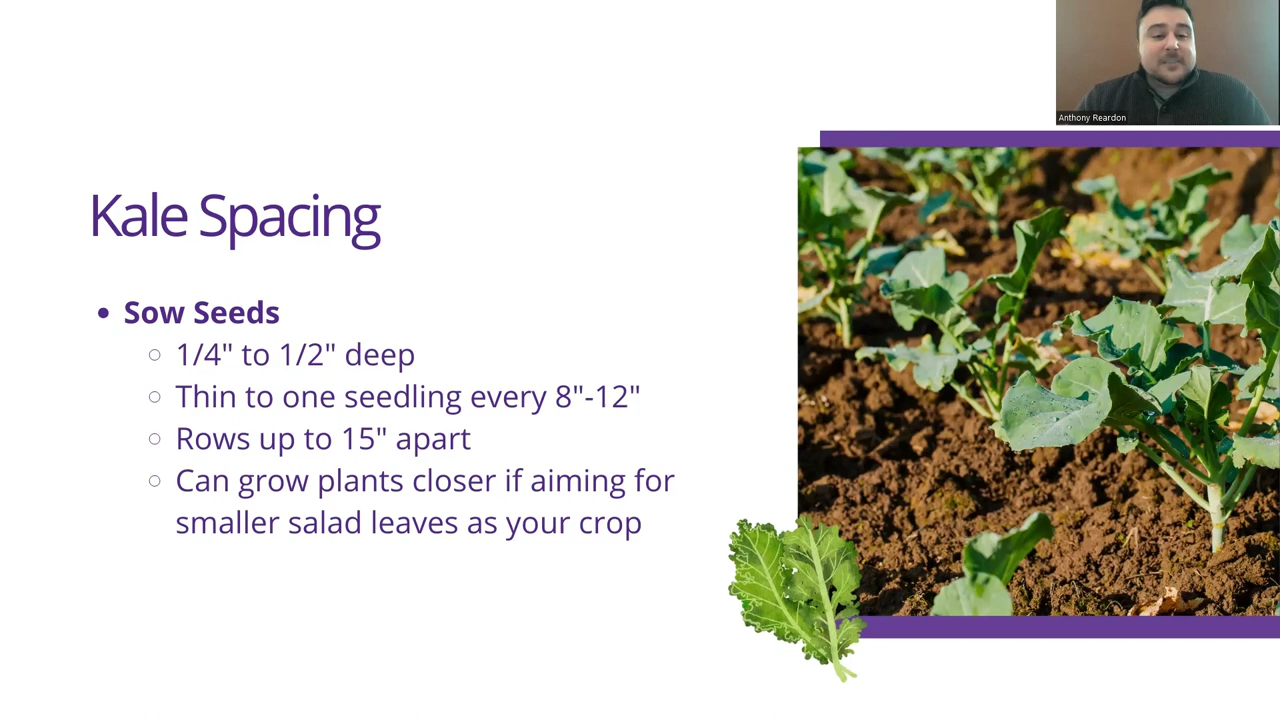 Anthony Reardon
Kale Spacing
Sow Seeds
1/4" to 1/2" deep
Thin to one seedling every 8"-12"
Rows up to 15" apart
Can grow plants closer if aiming for
smaller salad leaves as your crop